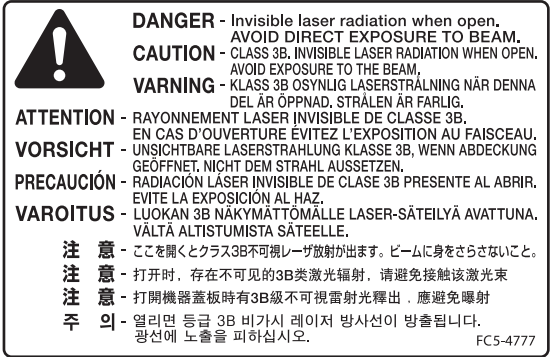 DANGER - Invisible laser radiation when open.
AVOID DIRECT EXPOSURE TO BEAM.
CAUTION - CLASS 3B. INVISIBLE LASER RADIATION WHEN OPEN.
AVOID EXPOSURE TO THE BEAM.
VARNING - KLASS 3B OSYNLIG LASERSTRÅLNING NÄR DENNA
DEL ÄR ÖPPNAD. STRÅLEN ÄR FARLIG.
ATTENTION - RAYONNEMENT LASER INVISIBLE DE CLASSE 3B.
EN CAS D'OUVERTURE ÉVITEZ L'EXPOSITION AU FAISCEAU.
VORSICHT - UNSICHTBARE LASERSTRAHLUNG KLASSE 3B, WENN ABDECKUNG
GEÖFFNET. NICHT DEM STRAHL AUSSETZEN.
PRECAUCIÓN - RADIACIÓN LÁSER INVISIBLE DE CLASE 3B PRESENTE AL ABRIR.
EVITE LA EXPOSICIÓN AL HAZ.
VAROITUS - LUOKAN 3B NÄKYMÄTTÖMÄLLE LASER-SÄTEILYÄ AVATTUNA.
VÄLTÄ ALTISTUMISTA SÄTEELLE.
注 意 - ここを開くとクラス3B不可視レーザ放射が出ます。ビームに身をさらさないこと。
注 意 - 打开时，存在不可见的3B类激光辐射，请避免接触该激光束
注 意 - 打開機器蓋板時有3B級不可視雷射光釋出，應避免曝射
주 의 - 열리면 등급 3B 비가시 레이저 방사선이 방출됩니다.
광선에 노출을 피하십시오.
FC5-4777